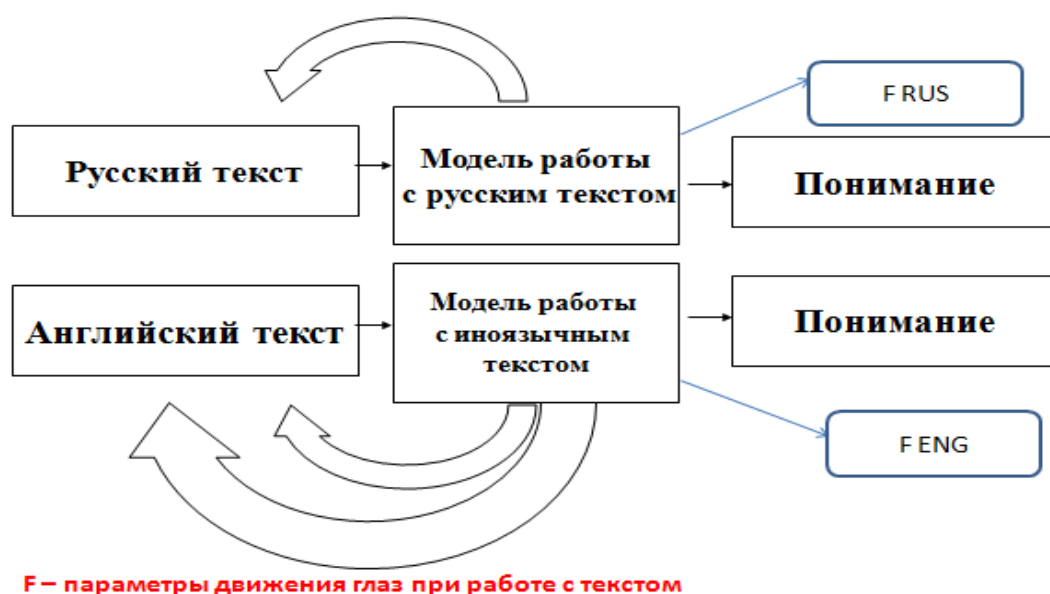 F RUS
Русский текст
Модель работы
с русским текстом
Понимание
Английский текст
Модель работы
с иноязычным
текстом
Понимание
F ENG
F – параметры движения глаз при работе с текстом